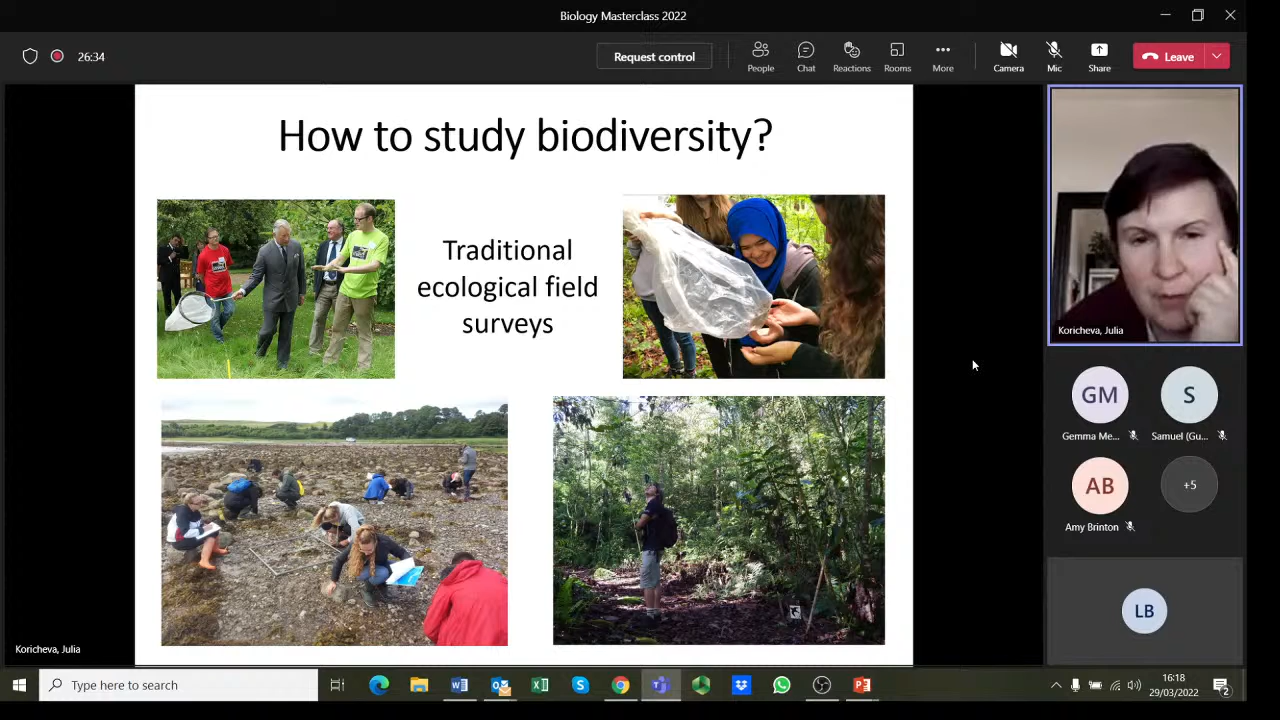 Biology Masterclass 2022
26:34
Request control
People
Chat
Reactions
Rooms
More
Camera
Mic
Share
Leave
How to study biodiversity?
Traditional
ecological field
surveys
Koricheva, Julia
GM
S
Gemma Me...
Samuel (Gu...
AB
+5
Amy Brinton
LB
Koricheva, Julia
Type here to search
16:18
29/03/2022
2